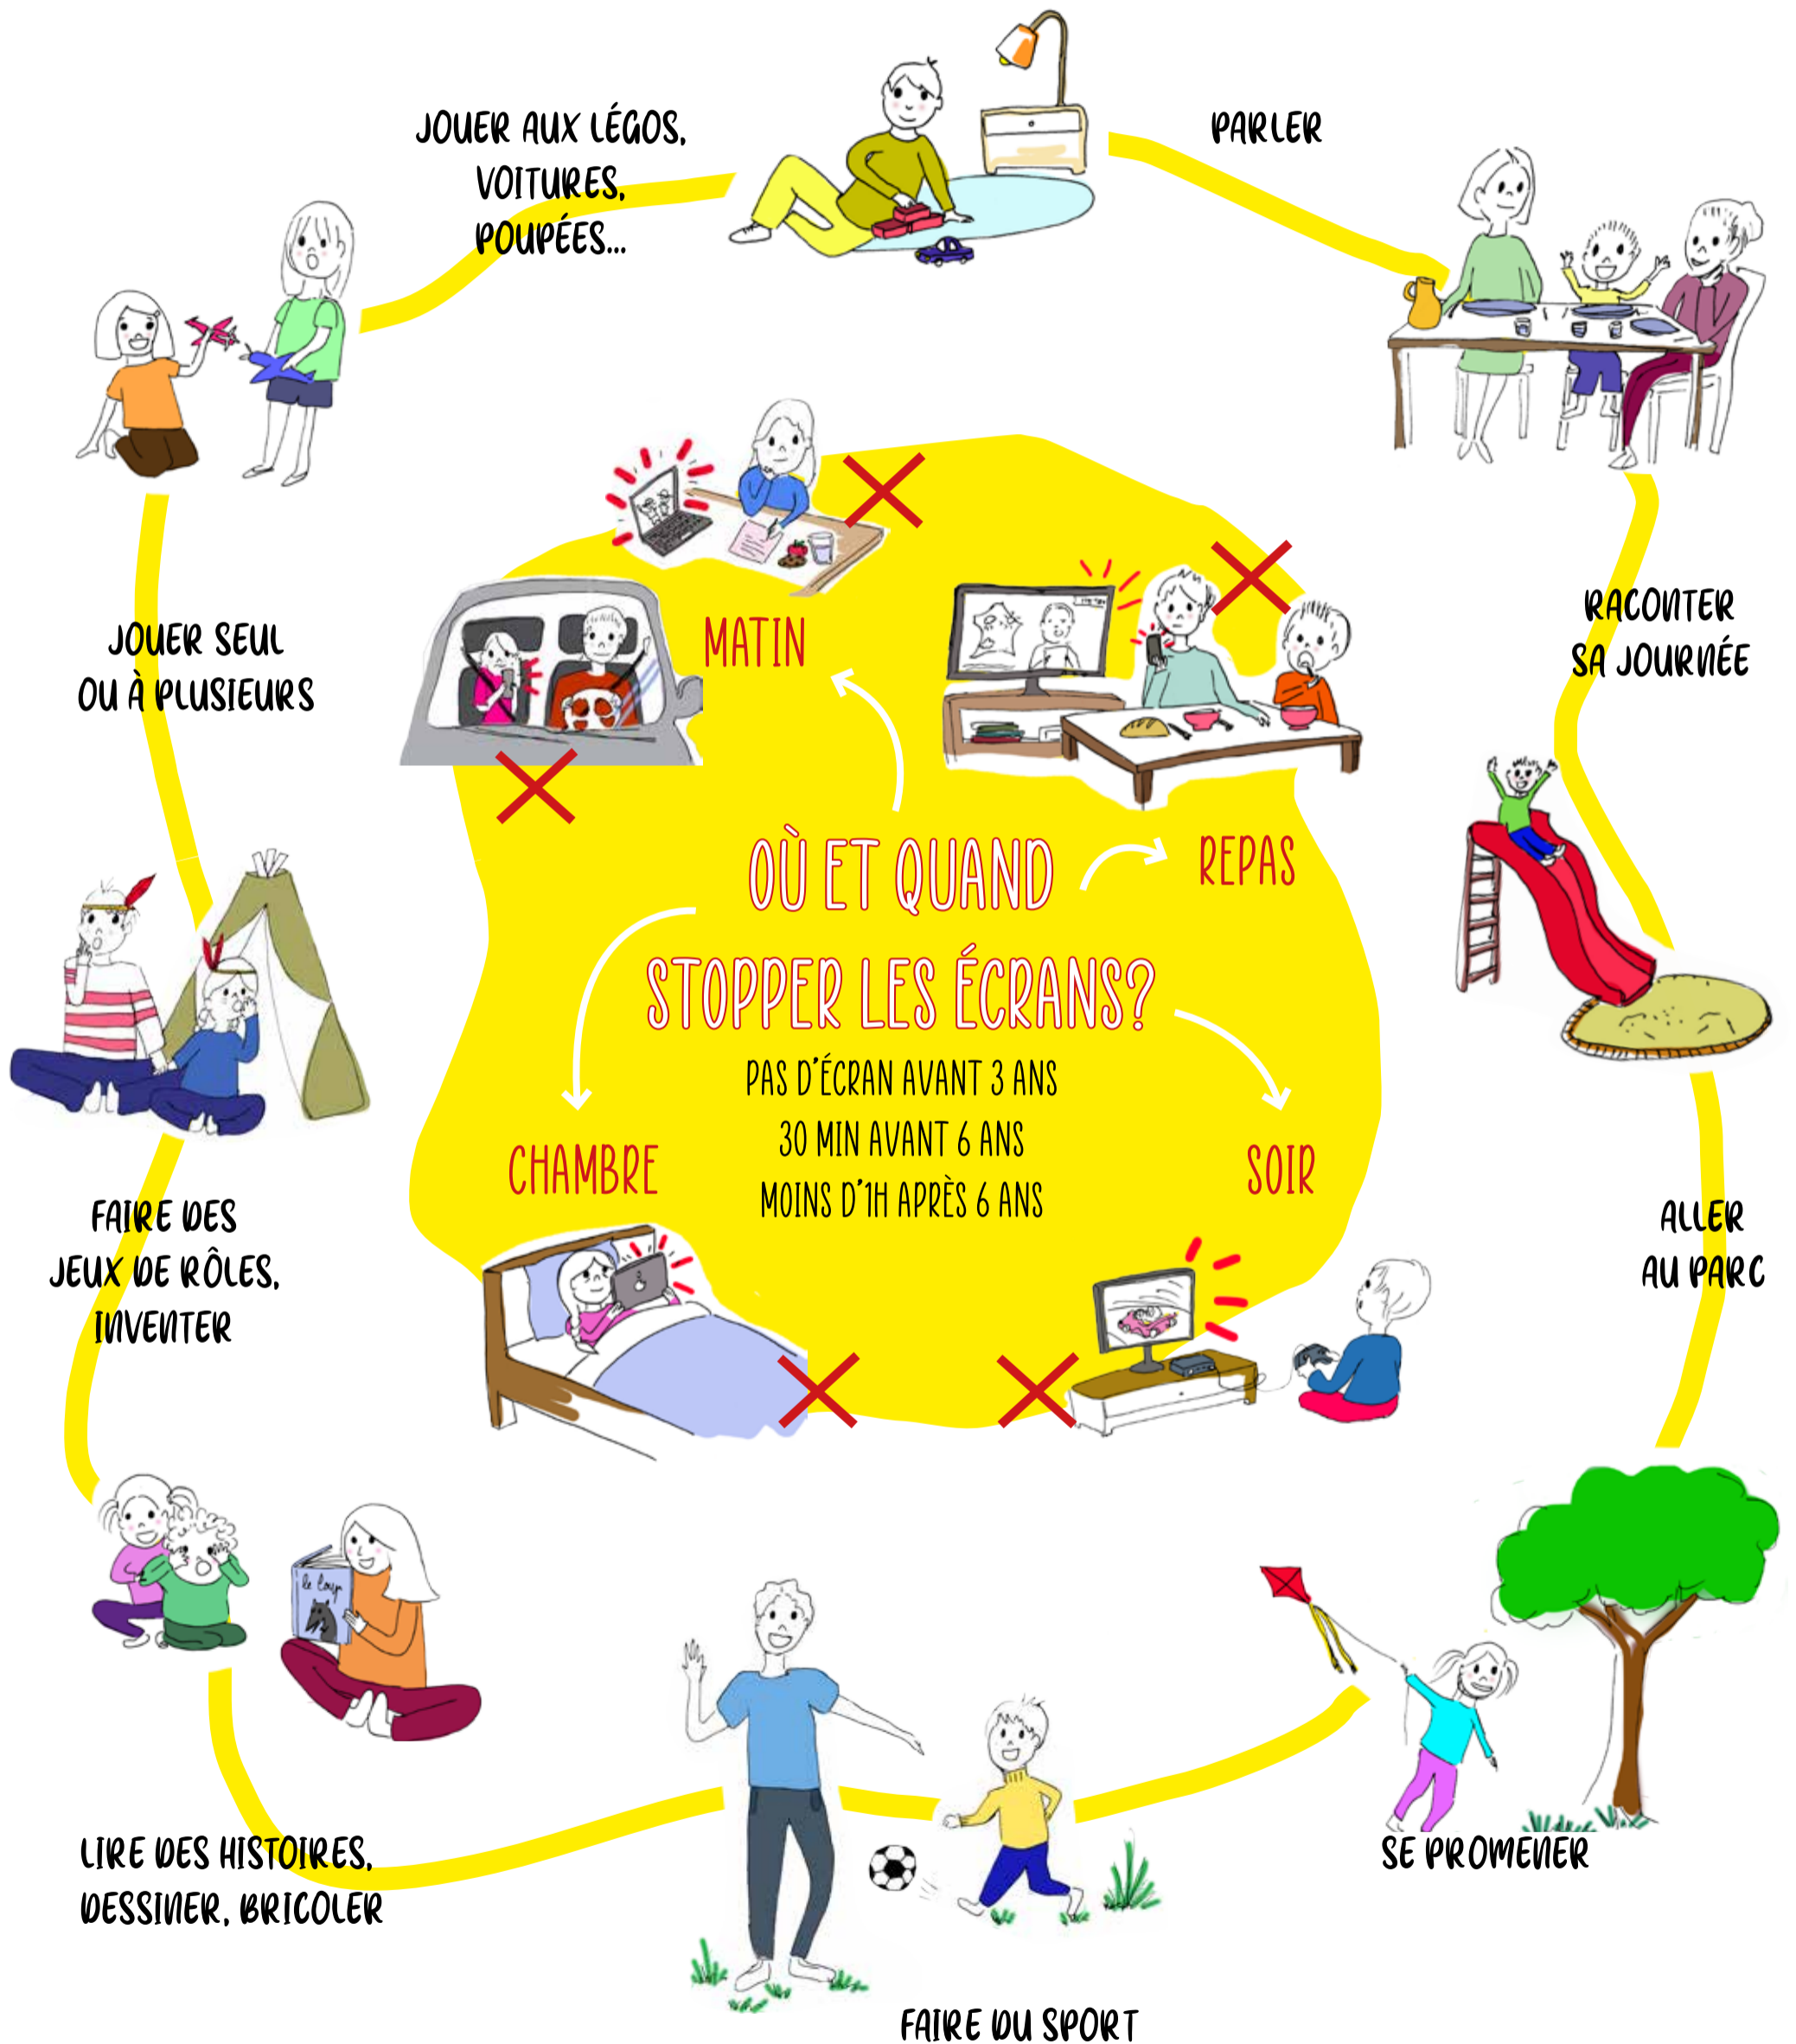 JOUER AUX LÉGOS,
VOITURES,
POUPÉES...
PARLER
RACONTER
SA JOURNÉE
JOUER SEUL
OU À PLUSIEURS
MATIN
REPAS
OÙ ET QUAND
STOPPER LES ÉCRANS?
PAS D'ÉCRAN AVANT 3 ANS
30 MIN AVANT 6 ANS
MOINS D'1H APRÈS 6 ANS
CHAMBRE
SOIR
FAIRE DES
JEUX DE RÔLES,
INVENTER
ALLER
AU PARC
le loup
LIRE DES HISTOIRES,
DESSINER, BRICOLER
SE PROMENER
FAIRE DU SPORT